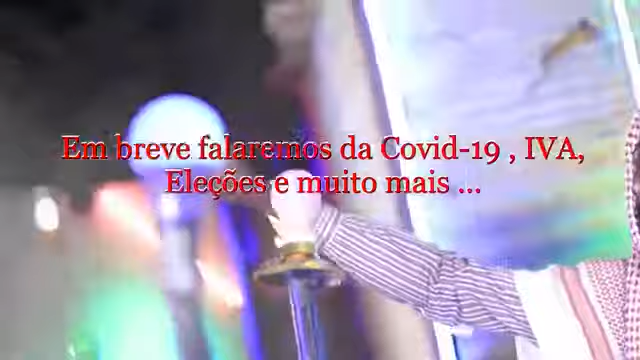 Em breve falaremos da Covid-19 , IVA,
Eleções e muito mais ...